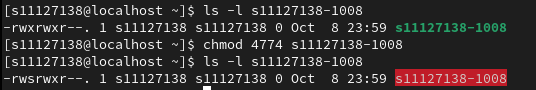 [s11127138@localhost ~]$ ls -l s11127138-1008
-rwxrwxr--. 1 s11127138 s11127138 0 Oct  8 23:59 s11127138-1008
[s11127138@localhost ~]$ chmod 4774 s11127138-1008
[s11127138@localhost ~]$ ls -l s11127138-1008
-rwsrwxr--. 1 s11127138 s11127138 0 Oct  8 23:59 s11127138-1008